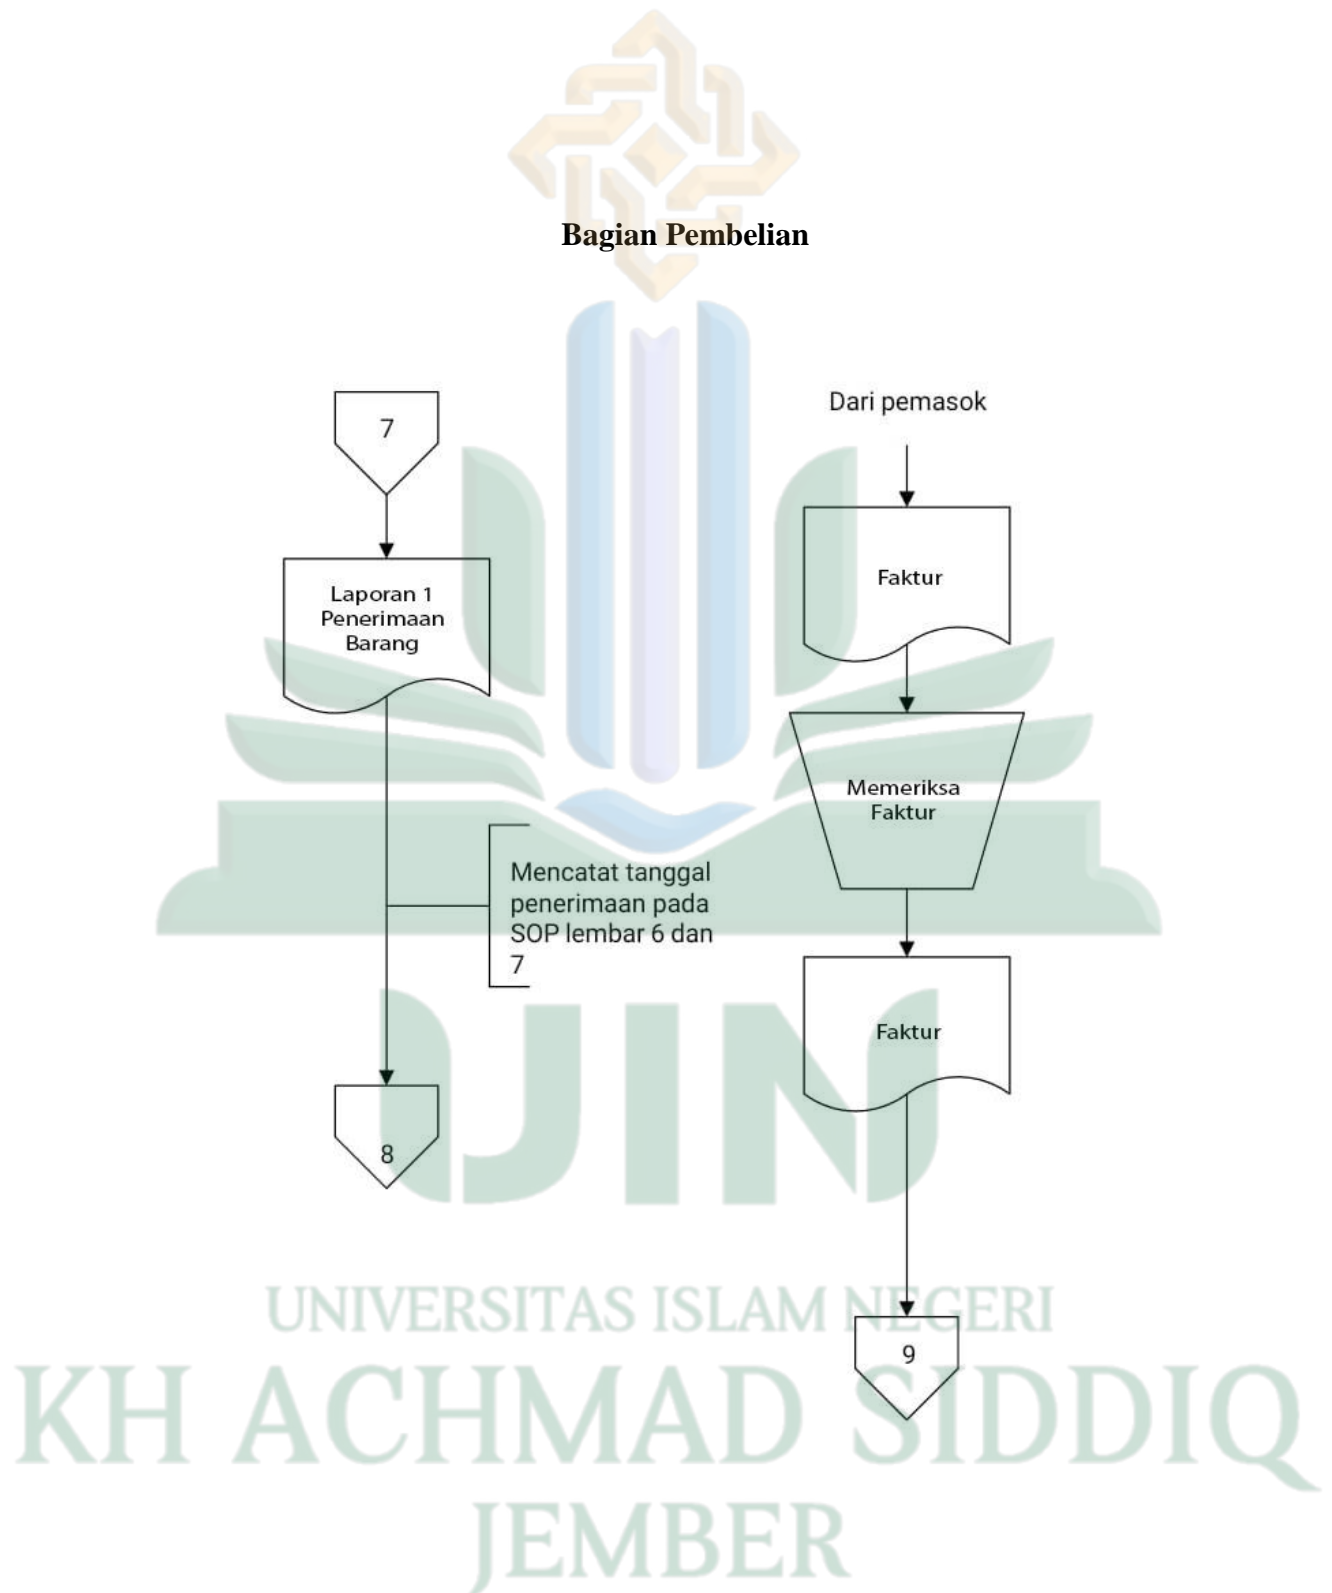 Bagian Pembelian
7
Laporan 1
Penerimaan
Barang
Mencatat tanggal
penerimaan pada
SOP lembar 6 dan
7
8
Dari pemasok
Faktur
Memeriksa
Faktur
Faktur
9
UIN
UNIVERSITAS ISLAM NEGERI
KH ACHMAD SIDDIQ
JEMBER